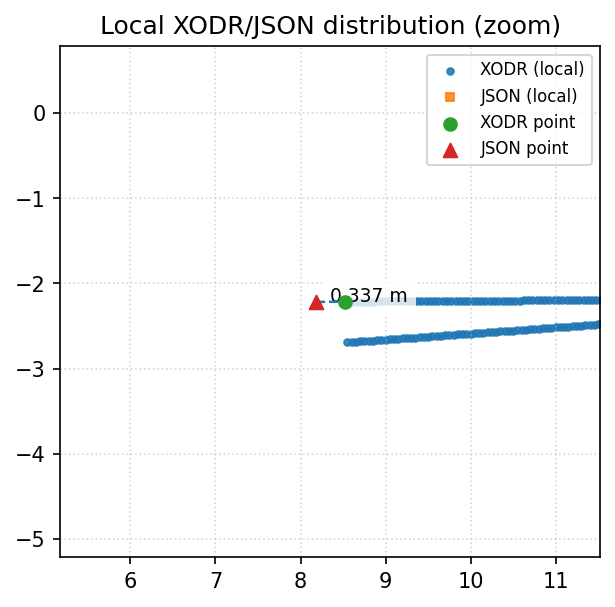 Local XODR/JSON distribution (zoom)
XODR (local)
JSON (local)
XODR point
JSON point
0
−1
−2
0.337 m
−3
−4
−5
6 7 8 9 10 11